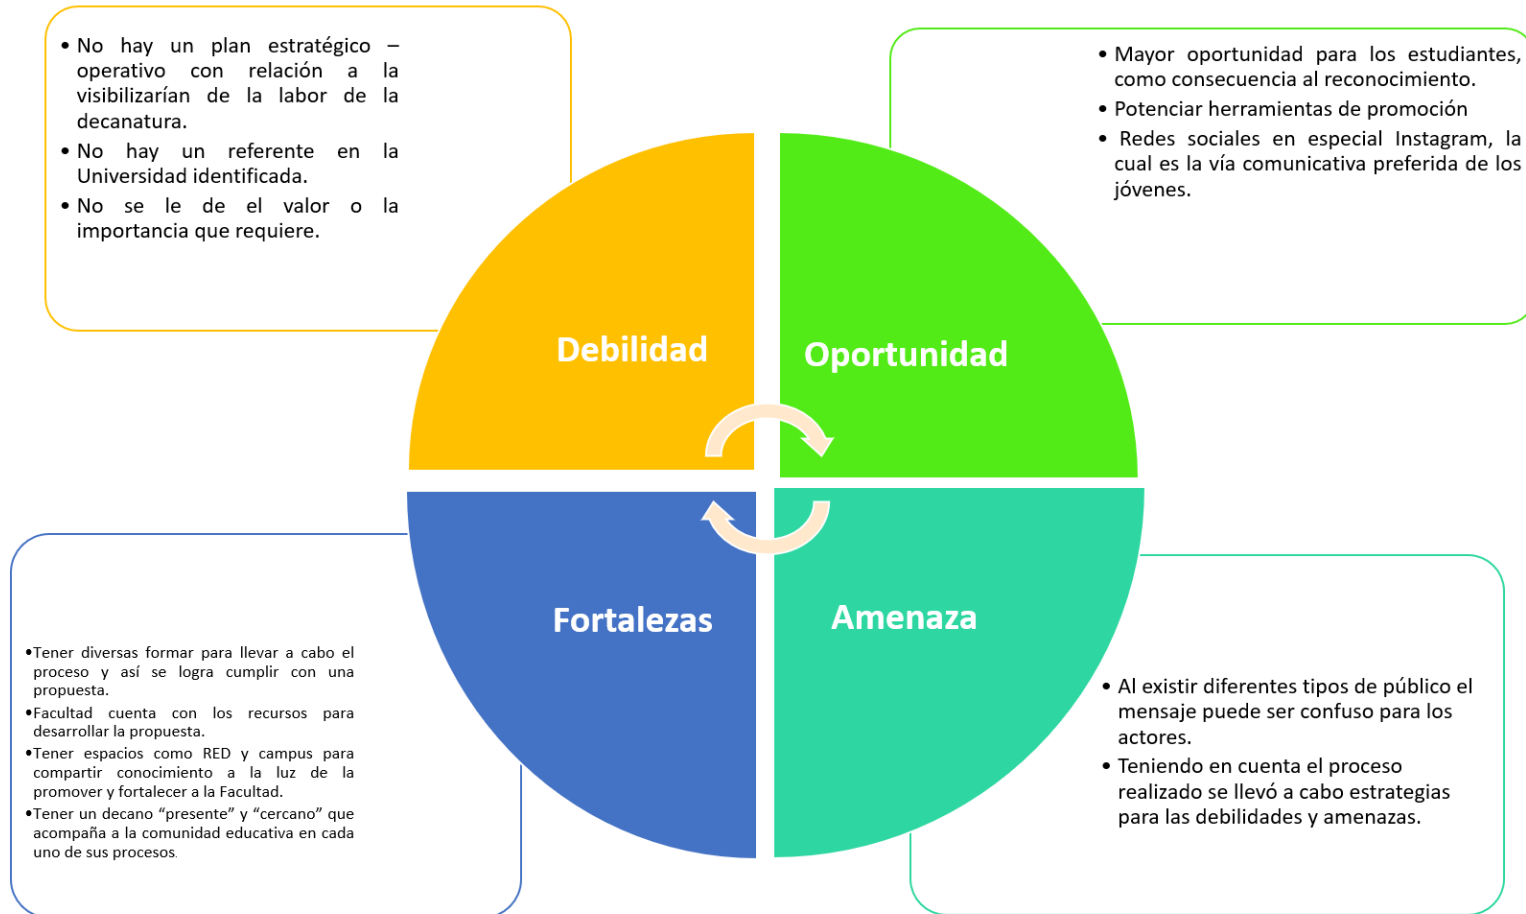 • No hay un plan estratégico –
operativo con relación a la
visibilizarían de la labor de la
decanatura.
• No hay un referente en la
Universidad identificada.
• No se le de el valor o la
importancia que requiere.
• Mayor oportunidad para los estudiantes,
como consecuencia al reconocimiento.
• Potenciar herramientas de promoción
• Redes sociales en especial Instagram, la
cual es la vía comunicativa preferida de los
jóvenes.
Debilidad
Oportunidad
Fortalezas
Amenaza
•Tener diversas formar para llevar a cabo el
proceso y así se logra cumplir con una
propuesta.
•Facultad cuenta con los recursos para
desarrollar la propuesta.
•Tener espacios como RED y campus para
compartir conocimiento a la luz de la
promover y fortalecer a la Facultad.
•Tener un decano “presente” y “cercano” que
acompaña a la comunidad educativa en cada
uno de sus procesos.
• Al existir diferentes tipos de público el
mensaje puede ser confuso para los
actores.
• Teniendo en cuenta el proceso
realizado se llevó a cabo estrategias
para las debilidades y amenazas.